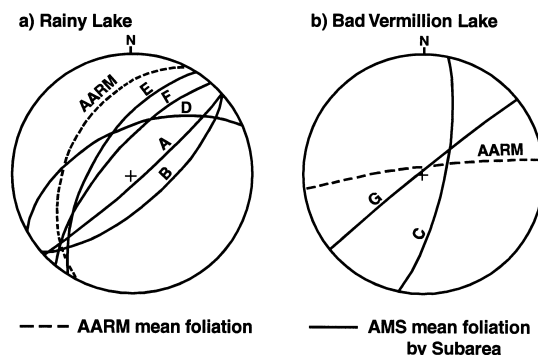 a) Rainy Lake
b) Bad Vermillion Lake
N
N
AARM
E
F
D
A
B
AARM
G
C
AARM mean foliation
AMS mean foliation
by Subarea